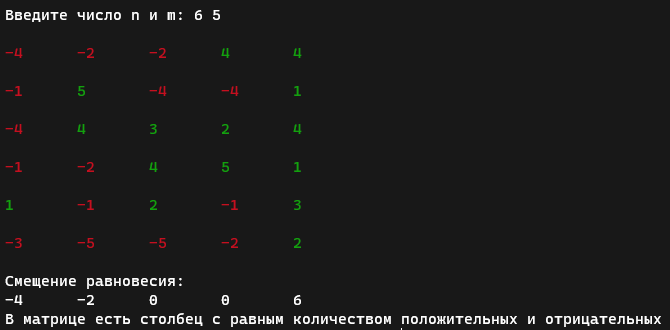 Введите число n и m: 6 5
-4 -2 -2 4 4
-1 5 -4 -4 1
-4 4 3 2 4
-1 -2 4 5 1
1 -1 2 -1 3
-3 -5 -5 -2 2
Смещение равновесия:
-4 -2 0 0 6
В матрице есть столбец с равным количеством положительных и отрицательных